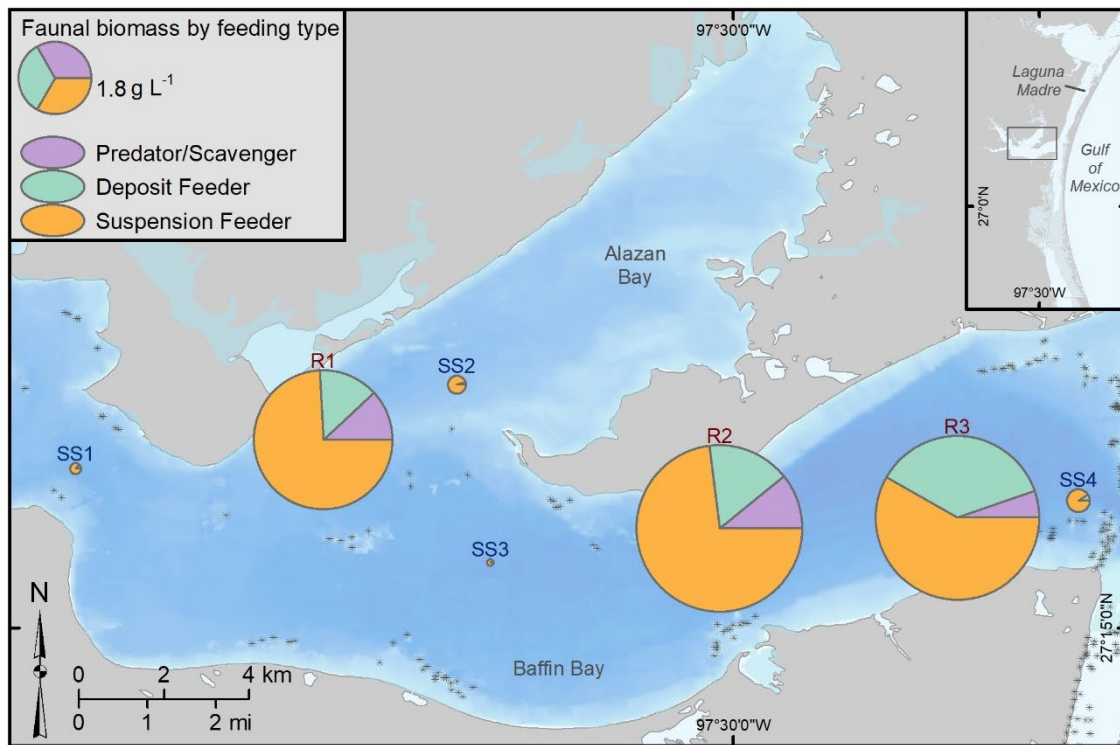 Faunal biomass by feeding type
1.8 g L-1
Predator/Scavenger
Deposit Feeder
Suspension Feeder
97°30'0"W
Laguna
Madre
Gulf
of
Mexico
27°0'N
97°30'W
Alazan
Bay
R1
SS2
SS1
R2
R3
SS4
SS3
N
0 2 4 km
0 1 2 mi
Baffin Bay
97°30'0"W
27°15'0"N